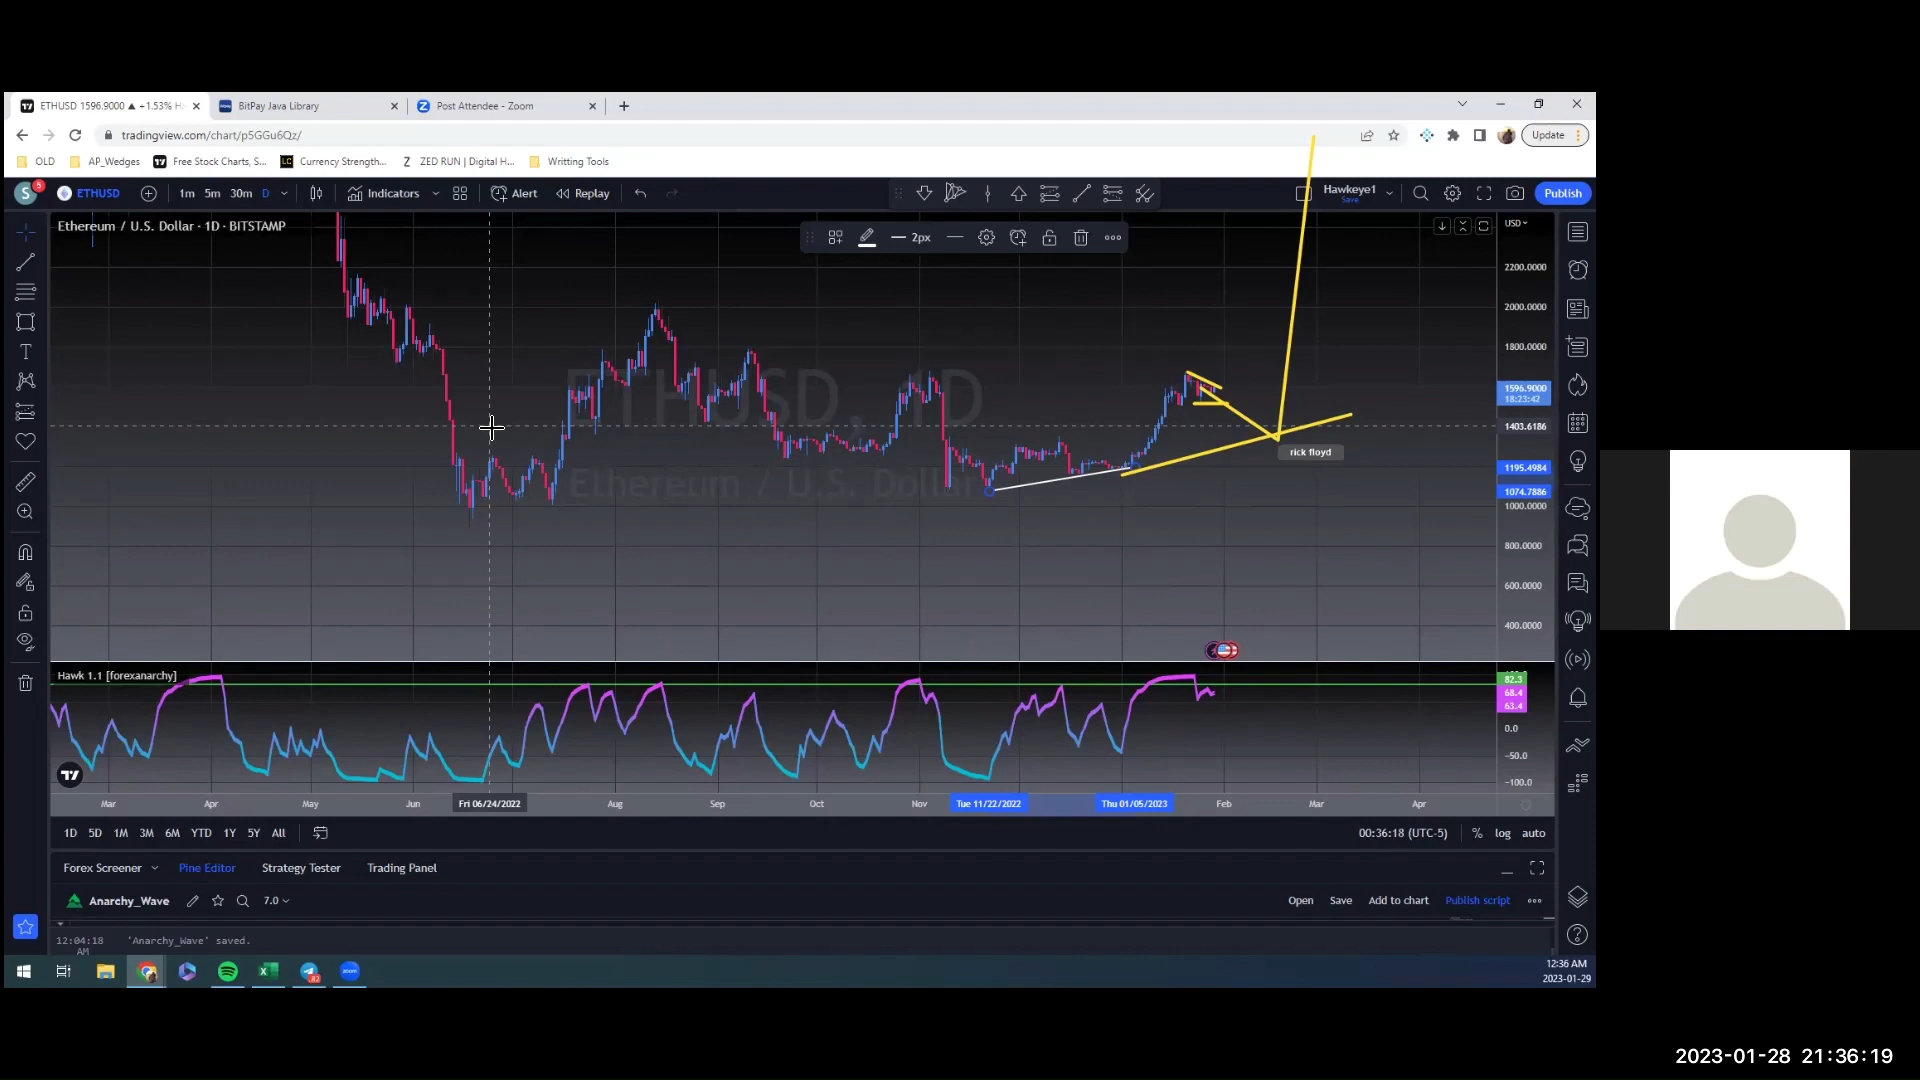 ETHUSD 1596.9000 ▲ +1.53% Ha
BitPay Java Library
Post Attendee - Zoom
tradingview.com/chart/p5GGu6Qz/
Update
OLD
AP_Wedges
Free Stock Charts, S...
Currency Strength...
ZED RUN | Digital H...
Writting Tools
S 5
ETHUSD
1m 5m 30m D
Indicators
Alert
Replay
Hawkeye1
Save
Publish
Ethereum / U.S. Dollar · 1D · BITSTAMP
2px
USD
2200.0000
2000.0000
1800.0000
ETHUSD, 1D
Ethereum / U.S. Dollar
1596.9000
18:23:42
1403.6186
rick floyd
1195.4984
1074.7886
1000.0000
800.0000
600.0000
400.0000
Hawk 1.1 [forexanarchy]
82.3
68.4
63.4
0.0
−50.0
−100.0
Mar Apr May Jun Fri 06/24/2022 Aug Sep Oct Nov Tue 11/22/2022 Thu 01/05/2023 Feb Mar Apr
1D 5D 1M 3M 6M YTD 1Y 5Y All
00:36:18 (UTC-5) % log auto
Forex Screener
Pine Editor
Strategy Tester
Trading Panel
Anarchy_Wave
7.0
Open Save Add to chart Publish script
12:04:18 AM 'Anarchy_Wave' saved.
zoom
12:36 AM
2023-01-29
2023-01-28 21:36:19